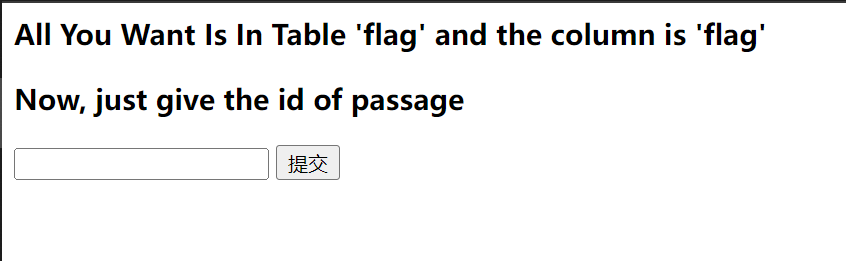 All You Want Is In Table 'flag' and the column is 'flag'
Now, just give the id of passage
提交